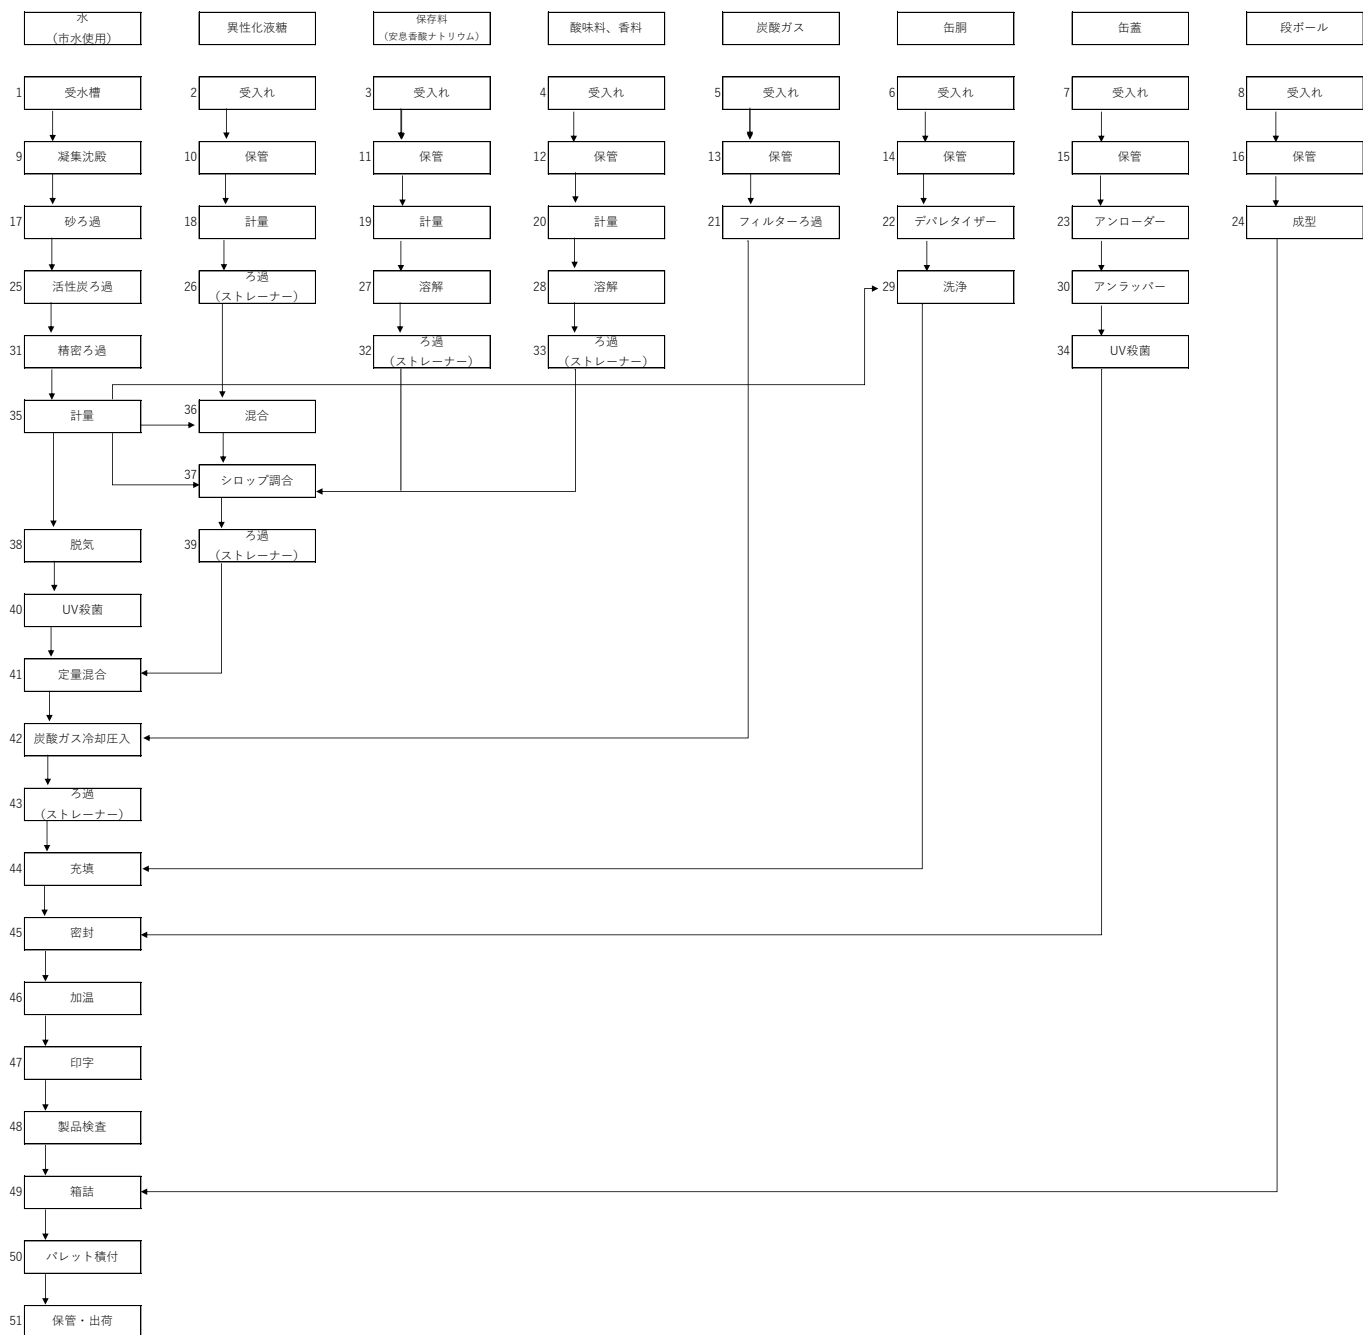 水
（市水使用）
異性化液糖
保存料
（安息香酸ナトリウム）
酸味料、香料
炭酸ガス
缶胴
缶蓋
段ボール
1 受水槽
2 受入れ
3 受入れ
4 受入れ
5 受入れ
6 受入れ
7 受入れ
8 受入れ
9 凝集沈殿
10 保管
11 保管
12 保管
13 保管
14 保管
15 保管
16 保管
17 砂ろ過
18 計量
19 計量
20 計量
21 フィルターろ過
22 デパレタイザー
23 アンローダー
24 成型
25 活性炭ろ過
26 ろ過
（ストレーナー）
27 溶解
28 溶解
29 洗浄
30 アンラッパー
31 精密ろ過
32 ろ過
（ストレーナー）
33 ろ過
（ストレーナー）
34 UV殺菌
35 計量
36 混合
37 シロップ調合
38 脱気
39 ろ過
（ストレーナー）
40 UV殺菌
41 定量混合
42 炭酸ガス冷却圧入
43 ろ過
（ストレーナー）
44 充填
45 密封
46 加温
47 印字
48 製品検査
49 箱詰
50 パレット積付
51 保管・出荷